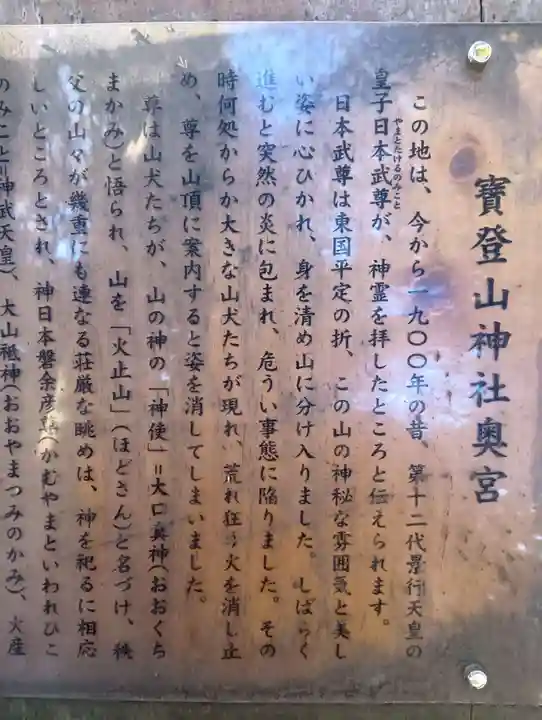 寶登山神社奥宮
この地は、今から一九〇〇年の昔、第十二代景行天皇の
皇子日本武尊が、神霊を拝したところと伝えられます。
やまとたけるのみこと
日本武尊は東国平定の折、この山の神秘な雰囲気と美し
い姿に心ひかれ、身を清め山に分け入りました。しばらく
進むと突然の炎に包まれ、危うい事態に陥りました。その
時何処からか大きな山犬たちが現れ、荒れ狂う火を消し止
め、尊を山頂に案内すると姿を消してしまいました。
尊は山犬たちが、山の神の「神使」=大口真神(おおくち
まかみ)と悟られ、山を「火止山」(ほどさん)と名づけ、秩
父の山々が幾重にも連なる荘厳な眺めは、神を祀るに相応
しいところとされ、神日本磐余彦尊(かむやまといわれひこ
のみこと=神武天皇)、大山祗神(おおやまつみのかみ)、火産